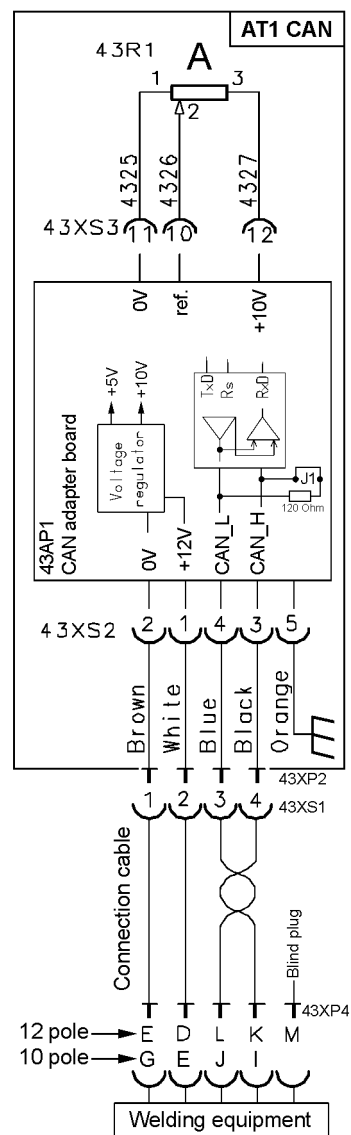 AT1 CAN
43R1
A
1 3
2
4325 4326 4327
43XS3 11 10 12
0V ref. +10V
TxD Rs RxD
+5V +10V
Voltage
regulator
J1
120 Ohm
43AP1
CAN adapter board
0V +12V CAN_L CAN_H
43XS2 2 1 4 3 5
Brown White Blue Black Orange
43XP2
1 2 3 4 43XS1
Connection cable
Blind plug
43XP4
12 pole E D L K M
10 pole G E J I
Welding equipment